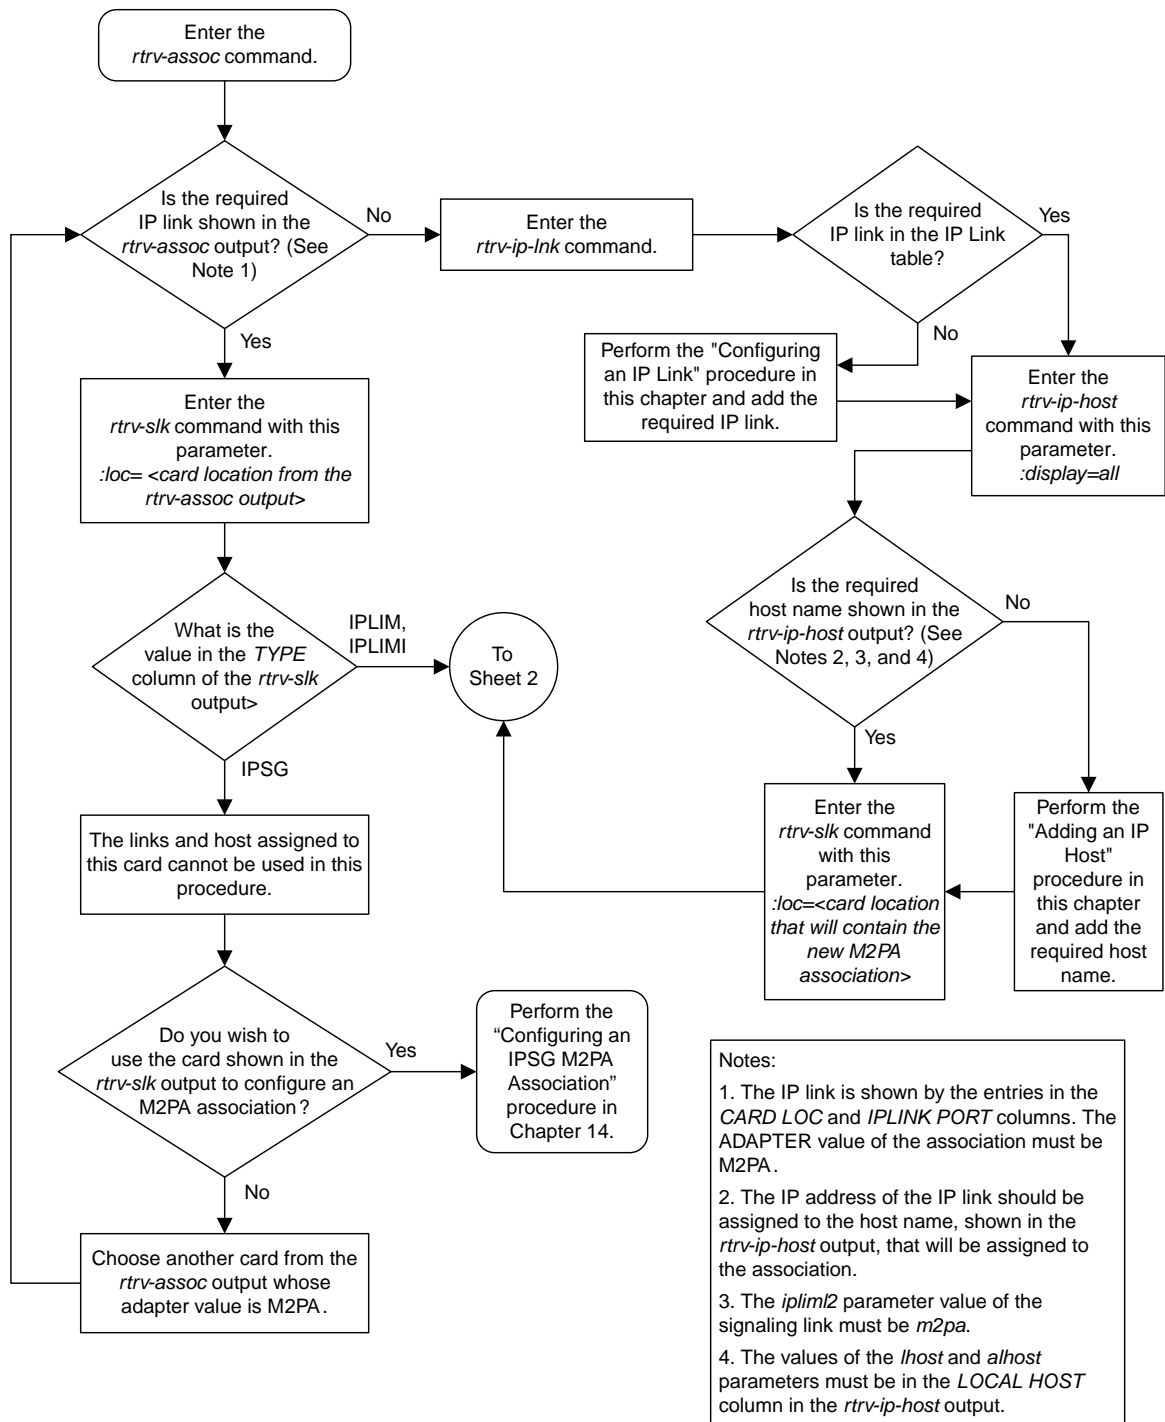 Enter the
rtrv-assoc command.
Is the required
IP link shown in the
rtrv-assoc output? (See
Note 1)
No
Yes
Enter the
rtrv-ip-lnk command.
Is the required
IP link in the IP Link
table?
Yes
No
Perform the "Configuring
an IP Link" procedure in
this chapter and add the
required IP link.
Enter the
rtrv-ip-host
command with this
parameter.
:display=all
Enter the
rtrv-slk command with this
parameter.
:loc= <card location from the
rtrv-assoc output>
What is the
value in the TYPE
column of the rtrv-slk
output>
IPLIM,
IPLIMI
IPSG
To
Sheet 2
Is the required
host name shown in the
rtrv-ip-host output? (See
Notes 2, 3, and 4)
No
Yes
The links and host assigned to
this card cannot be used in this
procedure.
Enter the
rtrv-slk command
with this
parameter.
:loc=<card location
that will contain the
new M2PA
association>
Perform the
"Adding an IP
Host"
procedure in
this chapter
and add the
required host
name.
Do you wish to
use the card shown in the
rtrv-slk output to configure an
M2PA association?
Yes
No
Perform the
“Configuring an
IPSG M2PA
Association”
procedure in
Chapter 14.
Choose another card from the
rtrv-assoc output whose
adapter value is M2PA.
Notes:
1. The IP link is shown by the entries in the
CARD LOC and IPLINK PORT columns. The
ADAPTER value of the association must be
M2PA.
2. The IP address of the IP link should be
assigned to the host name, shown in the
rtrv-ip-host output, that will be assigned to
the association.
3. The ipliml2 parameter value of the
signaling link must be m2pa.
4. The values of the lhost and alhost
parameters must be in the LOCAL HOST
column in the rtrv-ip-host output.